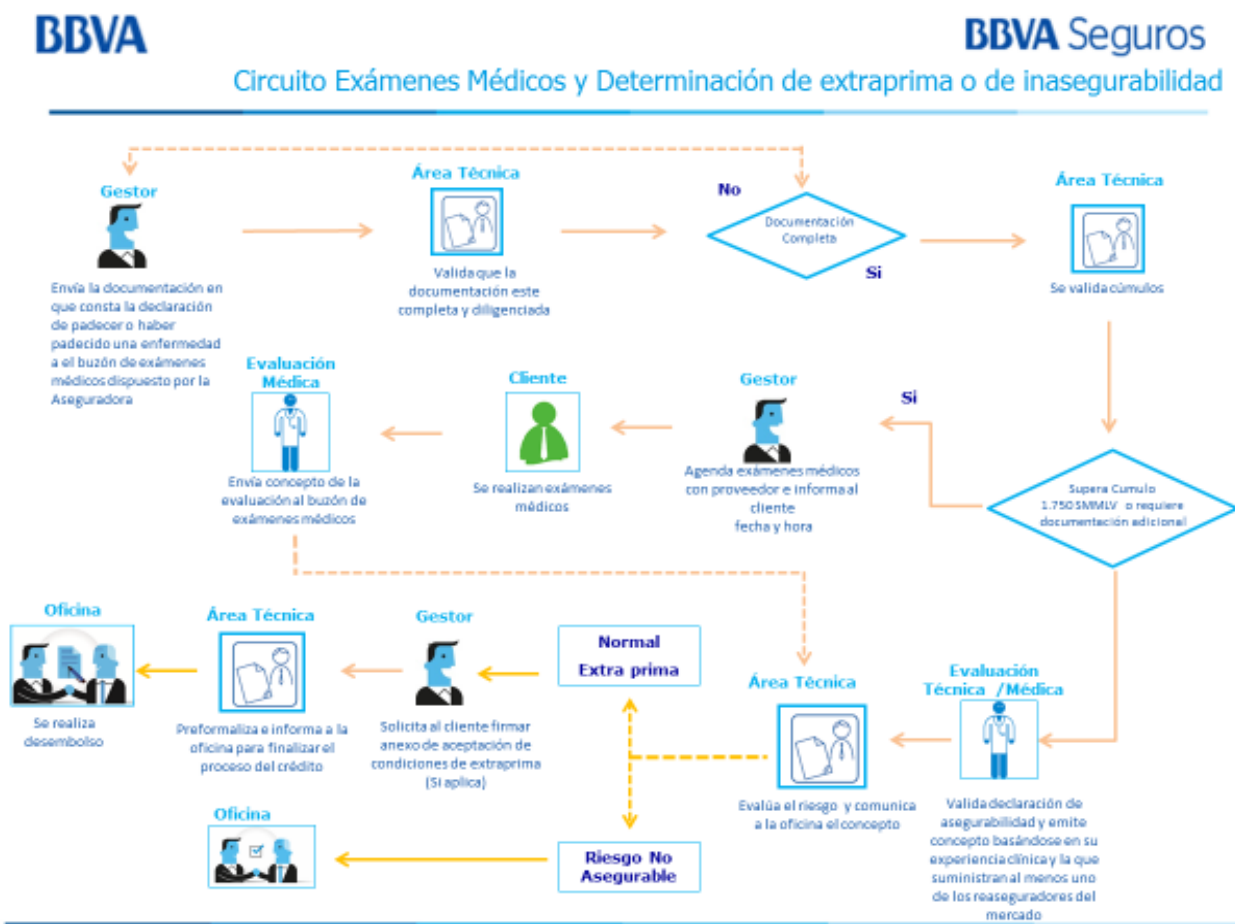 BBVA
BBVA Seguros
Circuito Exámenes Médicos y Determinación de extraprima o de inasegurabilidad
Gestor
Envía la documentación en
que consta la declaración
de padecer o haber
padecido una enfermedad
a el buzón de exámenes
médicos dispuesto por la
Aseguradora
Área Técnica
Valida que la
documentación este
completa y diligenciada
No
Documentación
Completa
Si
Área Técnica
Se valida cúmulos
Supera Cumulo
1.750 SMMLV o requiere
documentación adicional
Si
Gestor
Agenda exámenes médicos
con proveedor e informa al
cliente
fecha y hora
Cliente
Se realizan exámenes
médicos
Evaluación
Médica
Envía concepto de la
evaluación al buzón de
exámenes médicos
Evaluación
Técnica /Médica
Valida declaración de
asegurabilidad y emite
concepto basándose en su
experiencia clínica y la que
suministran al menos uno
de los reaseguradores del
mercado
Área Técnica
Evalúa el riesgo y comunica
a la oficina el concepto
Normal
Extra prima
Gestor
Solicita al cliente firmar
anexo de aceptación de
condiciones de extraprima
(Si aplica)
Área Técnica
Preformaliza e informa a la
oficina para finalizar el
proceso del crédito
Oficina
Se realiza
desembolso
Riesgo No
Asegurable
Oficina